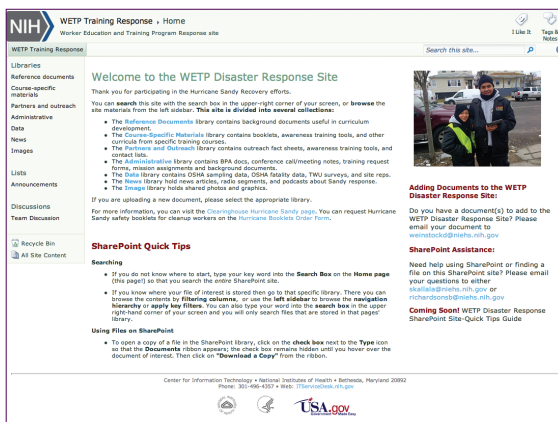 NIH
WETP Training Response › Home
Worker Education and Training Program Response site
I Like It
Tags &
Notes
WETP Training Response
Search this site...
Libraries
Reference documents
Course-specific
materials
Partners and outreach
Administrative
Data
News
Images
Lists
Announcements
Discussions
Team Discussion
Recycle Bin
All Site Content
Welcome to the WETP Disaster Response Site
Thank you for participating in the Hurricane Sandy Recovery efforts.
You can search this site with the search box in the upper-right corner of your screen, or browse the
site materials from the left sidebar. This site is divided into several collections:
• The Reference Documents library contains background documents useful in curriculum
development.
• The Course-Specific Materials library contains booklets, awareness training tools, and other
curricula from specific training courses.
• The Partners and Outreach library contains outreach fact sheets, awareness training tools, and
contact lists.
• The Administrative library contains BPA docs, conference call/meeting notes, training request
forms, mission assignments and background documents.
• The Data library contains OSHA sampling data, OSHA fatality data, TWU surveys, and site reps.
• The News library hold news articles, radio segments, and podcasts about Sandy response.
• The Image library holds shared photos and graphics.
If you are uploading a new document, please select the appropriate library.
For more information, you can visit the Clearinghouse Hurricane Sandy page. You can request Hurricane
Sandy safety booklets for cleanup workers on the Hurricane Booklets Order Form.
SharePoint Quick Tips
Searching
• If you do not know where to start, type your key word into the Search Box on the Home page
(this page!) so that you search the entire SharePoint site.
• If you know where your file of interest is stored then go to that specific library. There you can
browse the contents by filtering columns, or use the left sidebar to browse the navigation
hierarchy or apply key filters. You can also type your word into the search box in the upper
right-hand corner of your screen and you will only search files that are stored in that pages'
library.
Using Files on SharePoint
• To open a copy of a file in the SharePoint library, click on the check box next to the Type icon
so that the Documents ribbon appears; the check box remains hidden until you hover over the
document of interest. Then click on "Download a Copy" from the ribbon.
Adding Documents to the WETP
Disaster Response Site:
Do you have a document(s) to add to the
WETP Disaster Response Site? Please
email your document to
weinstockd@niehs.nih.gov
SharePoint Assistance:
Need help using SharePoint or finding a
file on this SharePoint site? Please email
your questions to either
skallala@niehs.nih.gov or
richardsonsb@niehs.nih.gov
Coming Soon! WETP Disaster Response
SharePoint Site-Quick Tips Guide
Center for Information Technology • National Institutes of Health • Bethesda, Maryland 20892
Phone: 301-496-4357 • Web: ITServiceDesk.nih.gov
USA.gov
Government Made Easy